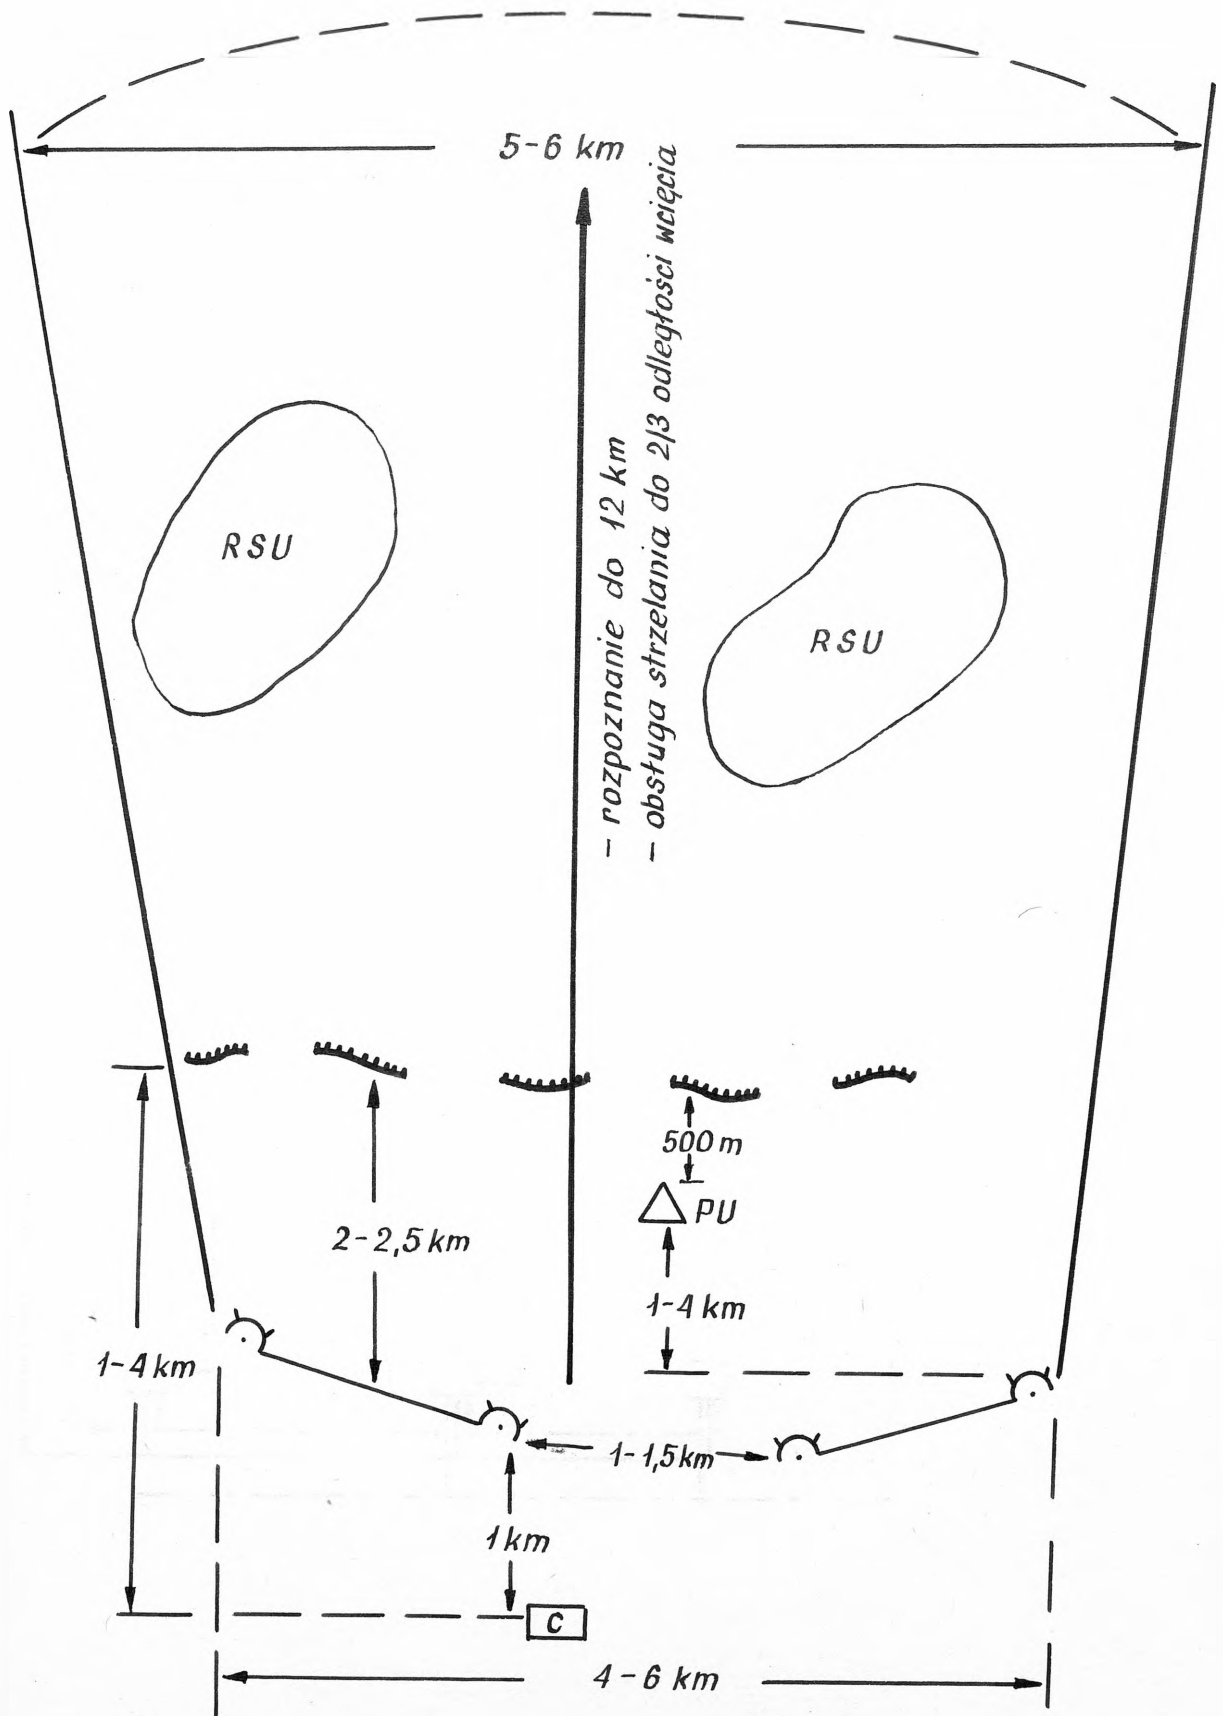 5-6 km
- rozpoznanie do 12 km
- obsługa strzelania do 2/3 odległości wcięcia
RSU
RSU
500 m
PU
2-2,5 km
1-4 km
1-4 km
1-1,5 km
1 km
C
4-6 km